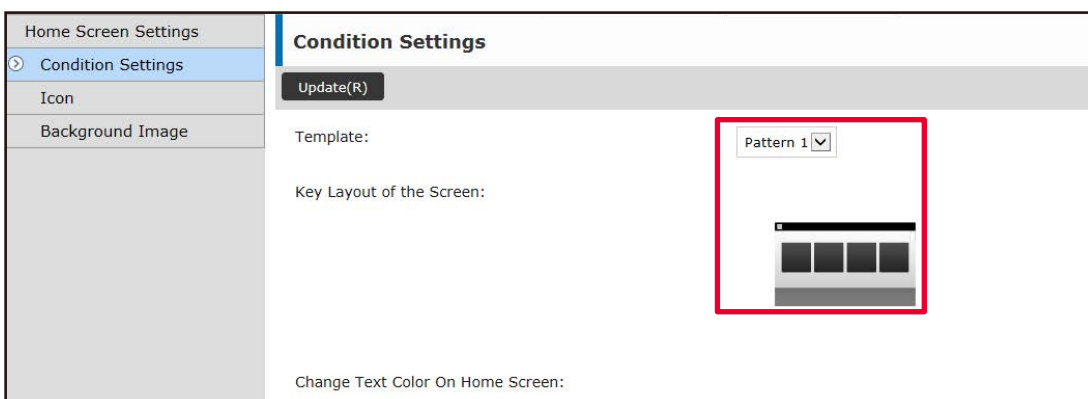 Home Screen Settings
Condition Settings
Icon
Background Image
Condition Settings
Update(R)
Template:
Pattern 1
Key Layout of the Screen:
Change Text Color On Home Screen: